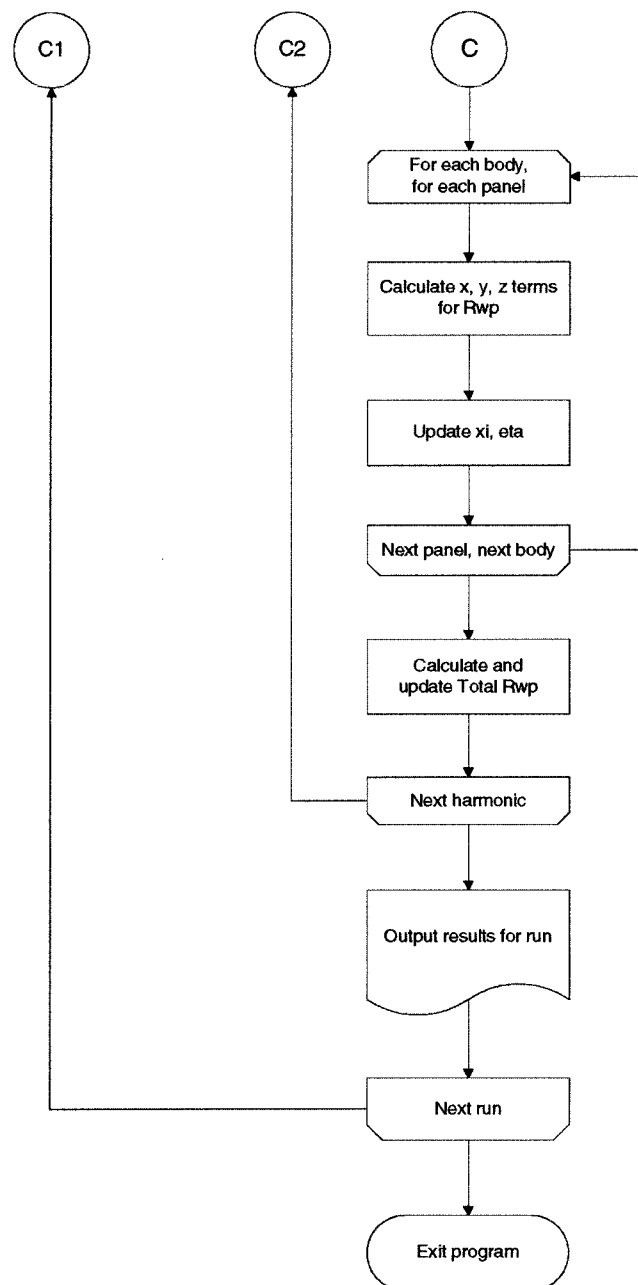 C1
C2
C
For each body,
for each panel
Calculate x, y, z terms
for Rwp
Update xi, eta
Next panel, next body
Calculate and
update Total Rwp
Next harmonic
Output results for run
Next run
Exit program